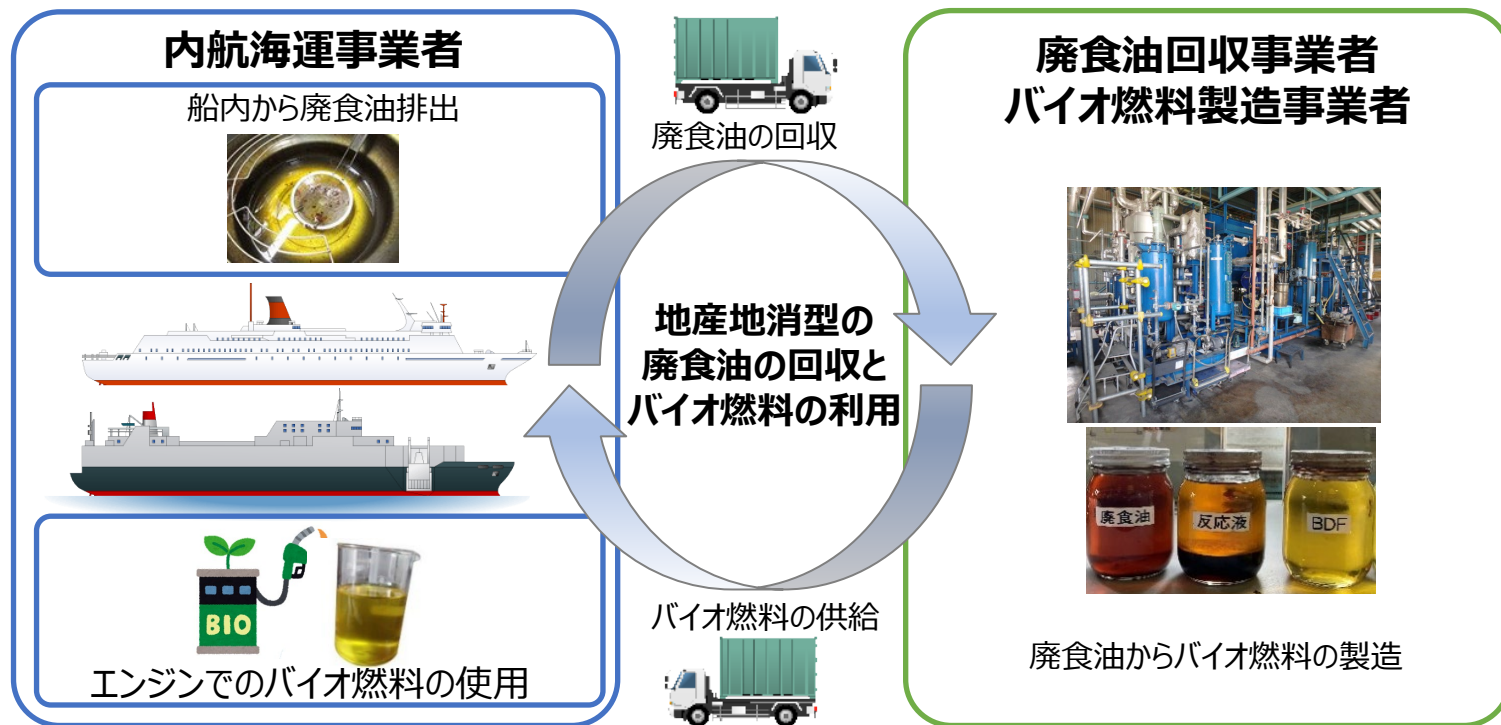 内航海運事業者
船内から廃食油排出
廃食油の回収
廃食油回収事業者
バイオ燃料製造事業者
地産地消型の
廃食油の回収と
バイオ燃料の利用
廃食油
反応液
BDF
BIO
エンジンでのバイオ燃料の使用
バイオ燃料の供給
廃食油からバイオ燃料の製造